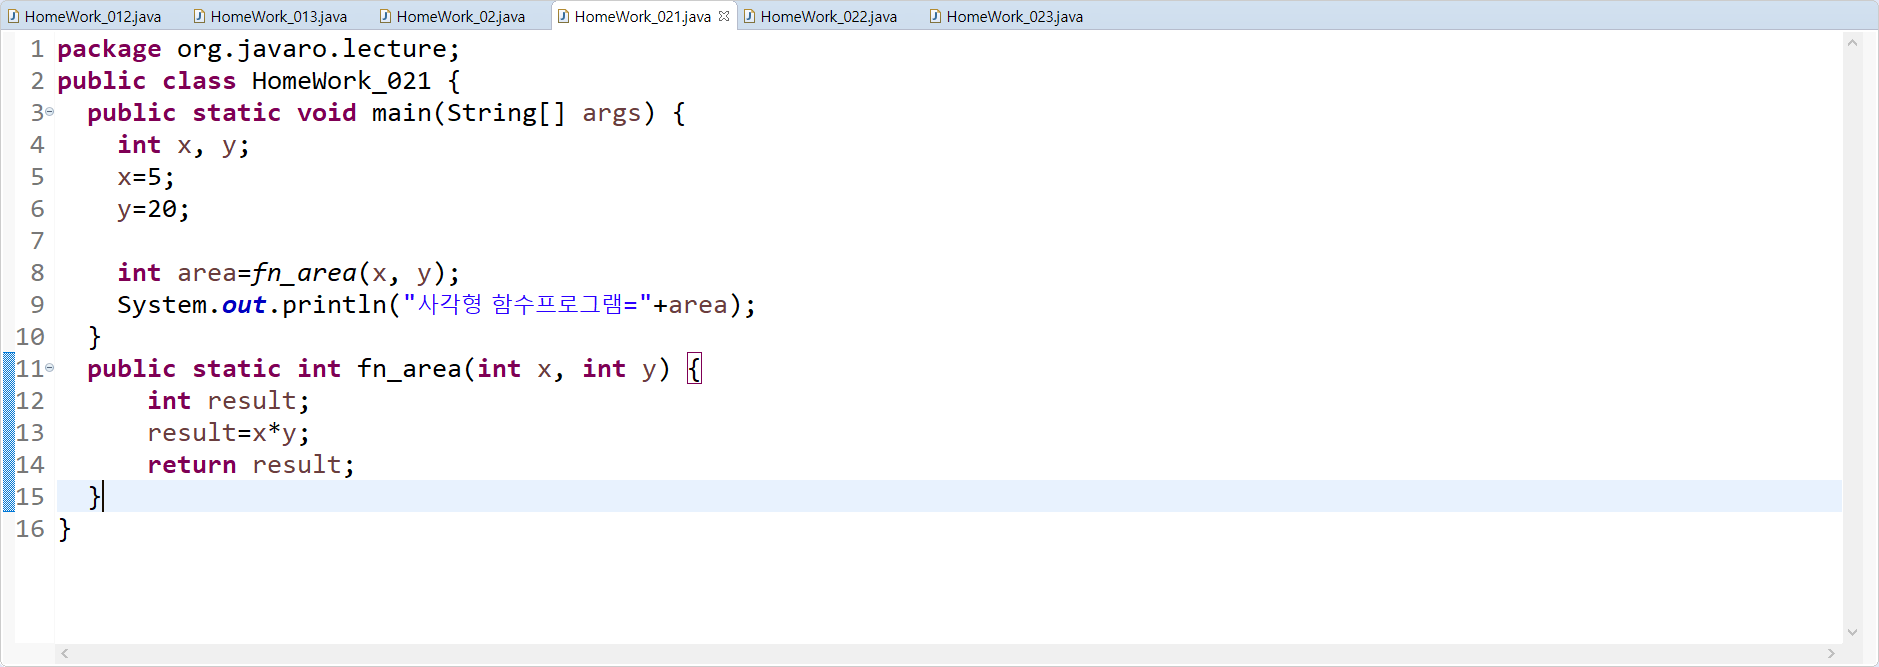 HomeWork_012.java HomeWork_013.java HomeWork_02.java HomeWork_021.java HomeWork_022.java HomeWork_023.java
1 package org.javaro.lecture;
2 public class HomeWork_021 {
3 public static void main(String[] args) {
4 int x, y;
5 x=5;
6 y=20;
7
8 int area=fn_area(x, y);
9 System.out.println("사각형 함수프로그램="+area);
10 }
11 public static int fn_area(int x, int y) {
12 int result;
13 result=x*y;
14 return result;
15 }
16 }